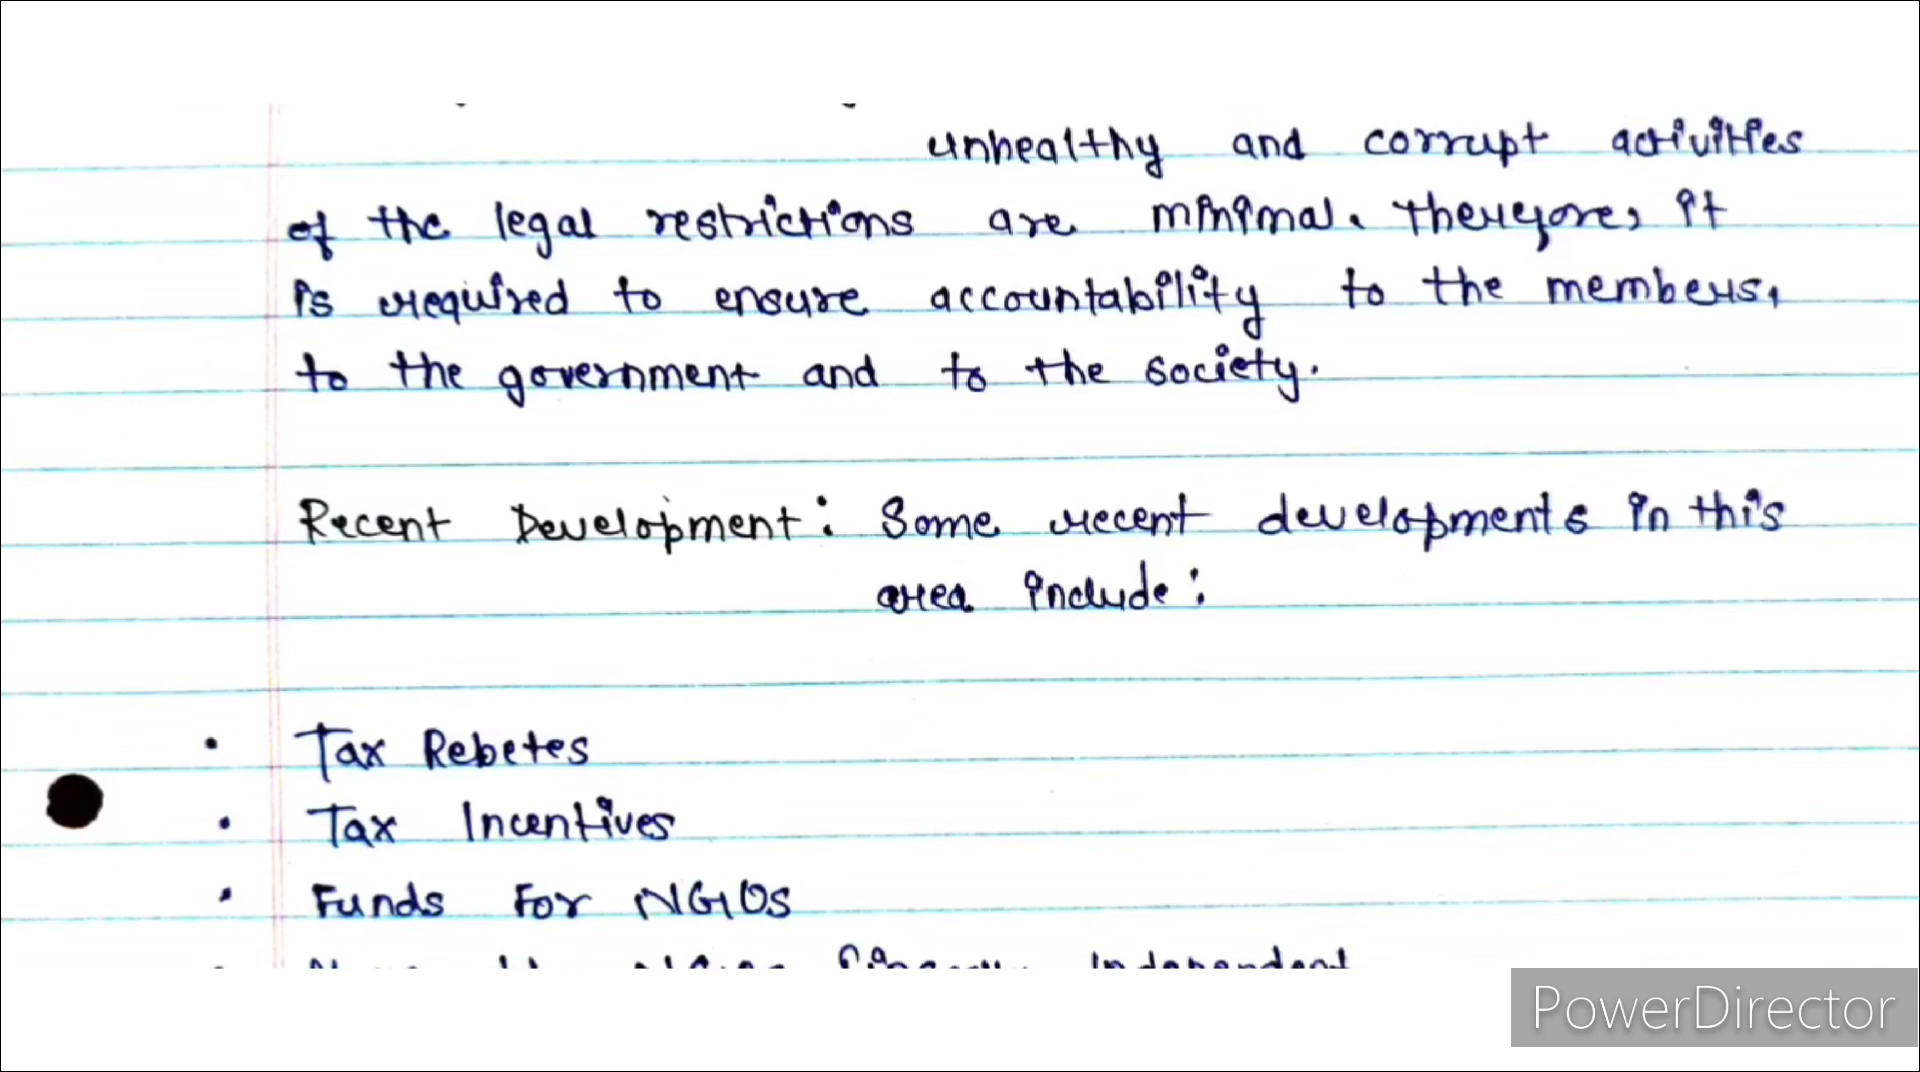 unhealthy and corrupt activities
of the legal restrictions are minimal. Therefore, it
is required to ensure accountability to the members,
to the government and to the society.
Recent Development: Some recent developments in this
area include:
• Tax Rebetes
• Tax Incentives
• Funds For NGOs
Independent
PowerDirector